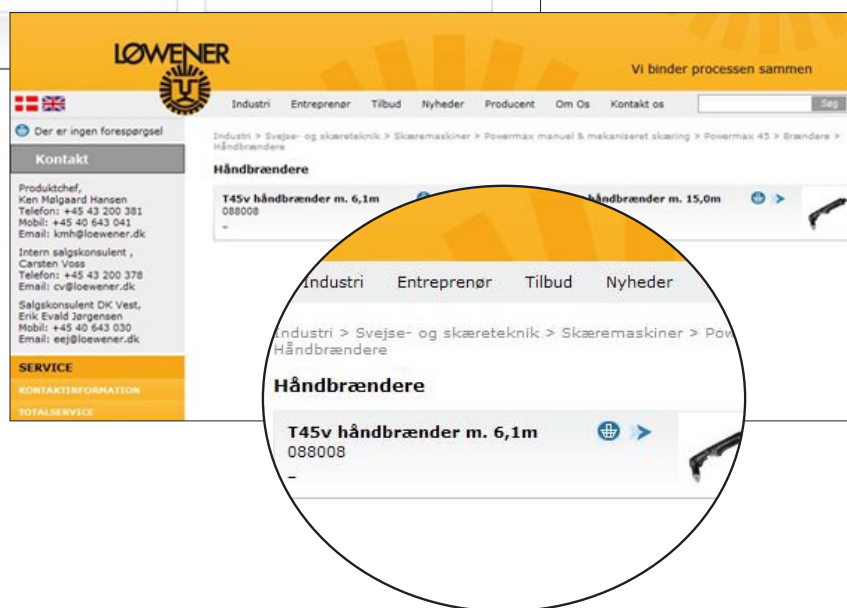 LØWENER
Vi binder processen sammen
Industri Entreprenør Tilbud Nyheder Producent Om Os Kontakt os Søg
Der er ingen forespørgsel
Kontakt
Produktchef,
Ken Mølgaard Hansen
Telefon: +45 43 200 381
Mobil: +45 40 643 041
Email: kmh@loewener.dk
Intern salgskonsulent ,
Carsten Voss
Telefon: +45 43 200 378
Email: cv@loewener.dk
Salgskonsulent DK Vest,
Erik Evald Jørgensen
Mobil: +45 40 643 030
Email: eej@loewener.dk
SERVICE
KONTAKTINFORMATION
TOTALSERVICE
Industri > Svejse- og skæreteknik > Skæremaskiner > Powermax manuel & mekaniseret skæring > Powermax 45 > Brændere >
Håndbrændere
Håndbrændere
T45v håndbrænder m. 6,1m
088008
-
håndbrænder m. 15,0m
Industri Entreprenør Tilbud Nyheder
Industri > Svejse- og skæreteknik > Skæremaskiner > Pow
Håndbrændere
Håndbrændere
T45v håndbrænder m. 6,1m
088008
-